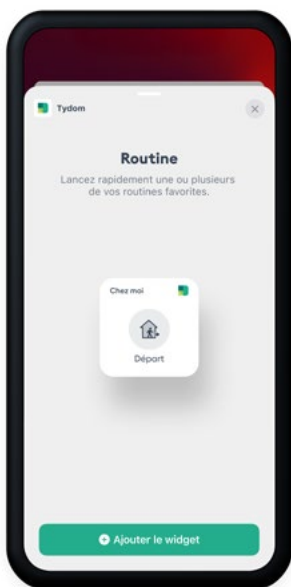 Tydom
Routine
Lancez rapidement une ou plusieurs
de vos routines favorites.
Chez moi
Départ
Ajouter le widget